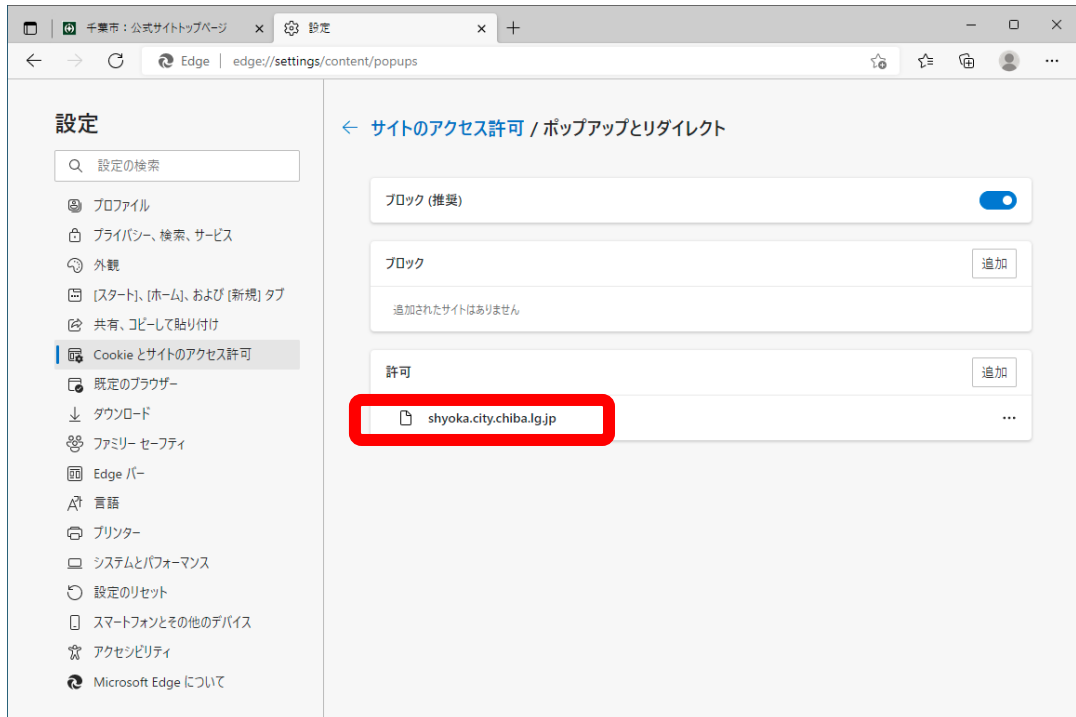 千葉市：公式サイトトップページ
設定
Edge | edge://settings/content/popups
設定
設定の検索
プロファイル
プライバシー、検索、サービス
外観
[スタート]、[ホーム]、および [新規] タブ
共有、コピーして貼り付け
Cookie とサイトのアクセス許可
既定のブラウザー
ダウンロード
ファミリー セーフティ
Edge バー
言語
プリンター
システムとパフォーマンス
設定のリセット
スマートフォンとその他のデバイス
アクセシビリティ
Microsoft Edge について
サイトのアクセス許可 / ポップアップとリダイレクト
ブロック (推奨)
ブロック
追加
追加されたサイトはありません
許可
追加
shyoka.city.chiba.lg.jp